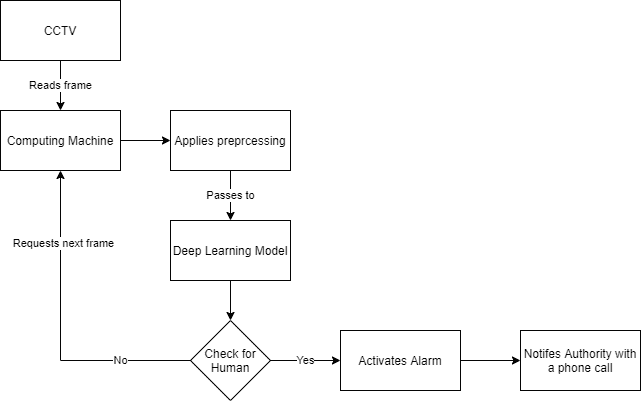 CCTV
Reads frame
Computing Machine
Applies preprcessing
Passes to
Requests next frame
Deep Learning Model
Check for
Human
No
Yes
Activates Alarm
Notifes Authority with
a phone call